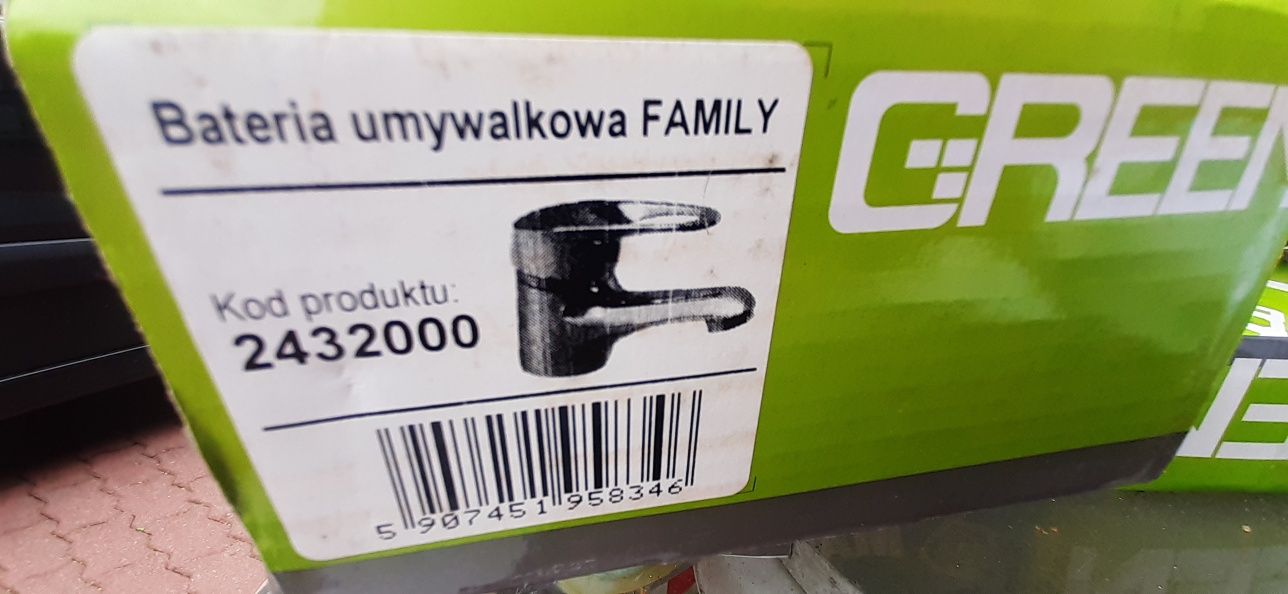 Bateria umywalkowa FAMILY
GREEN
Kod produktu:
2432000
5 907451 958346